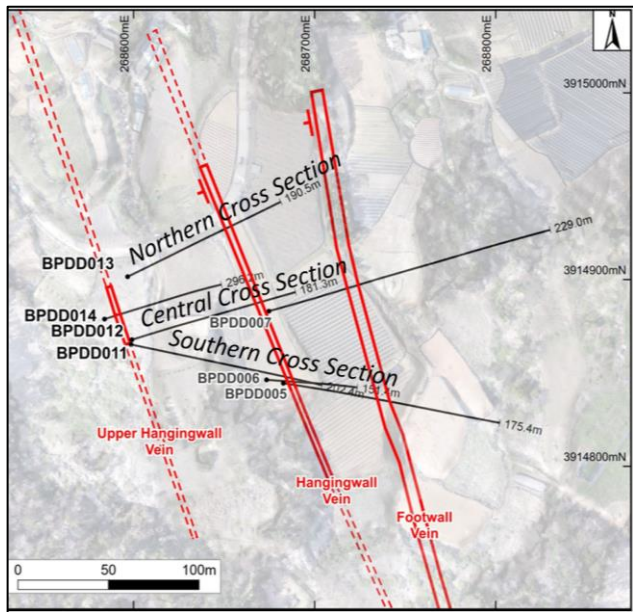 268600mE
268700mE
268800mE
N
3915000mN
Northern Cross Section
190.5m
BPDD013
229.0m
3914900mN
296.2m
Central Cross Section
181.3m
BPDD014
BPDD007
BPDD012
BPDD011
Southern Cross Section
BPDD006
BPDD005
175.4m
Upper Hangingwall
Vein
3914800mN
Hangingwall
Vein
Footwall
Vein
0
50
100m